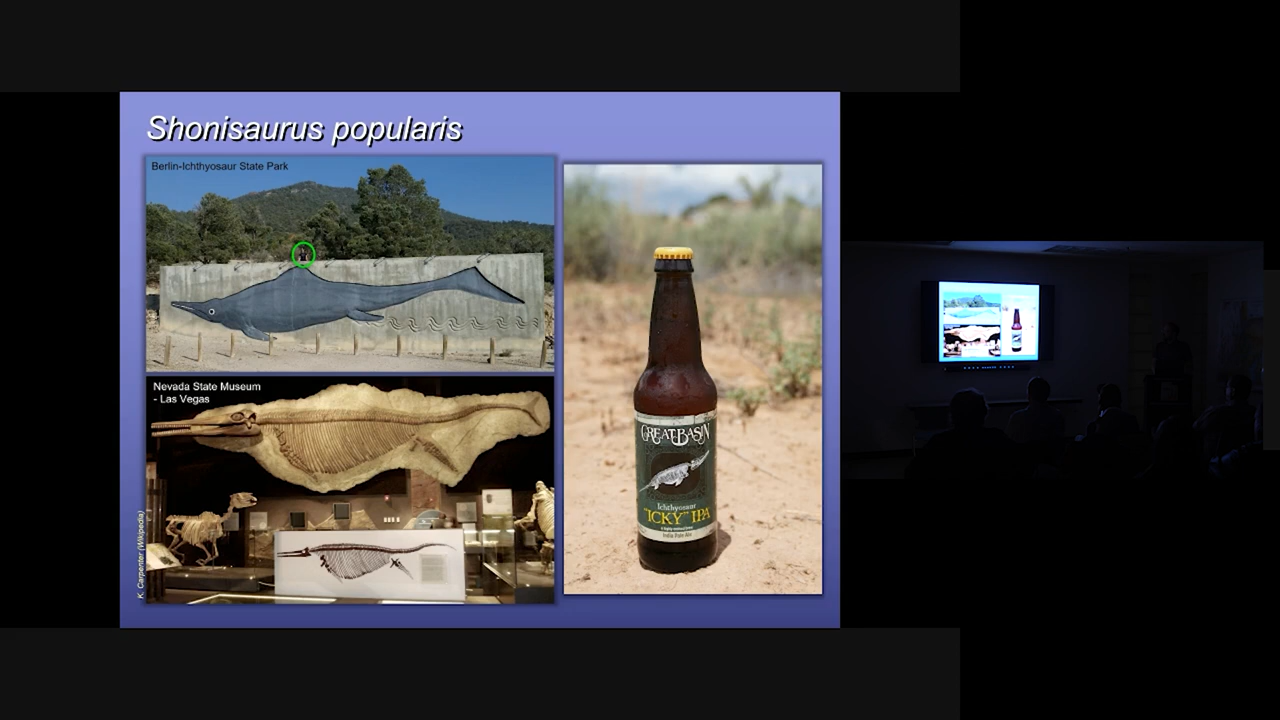 Shonisaurus popularis
Berlin-Ichthyosaur State Park
Nevada State Museum
- Las Vegas
K. Carpenter (Wikipedia)
GREAT BASIN
Ichthyosaur
"ICKY" IPA
India Pale Ale